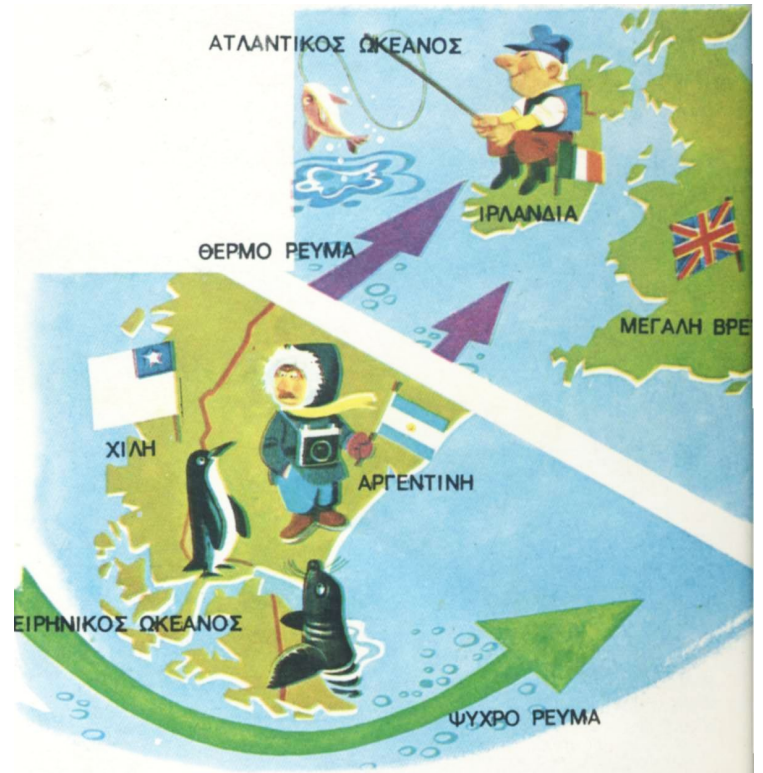 ΑΤΛΑΝΤΙΚΟΣ ΩΚΕΑΝΟΣ
ΙΡΛΑΝΔΙΑ
ΘΕΡΜΟ ΡΕΥΜΑ
ΜΕΓΑΛΗ ΒΡΕ
ΧΙΛΗ
ΑΡΓΕΝΤΙΝΗ
ΕΙΡΗΝΙΚΟΣ ΩΚΕΑΝΟΣ
ΨΥΧΡΟ ΡΕΥΜΑ